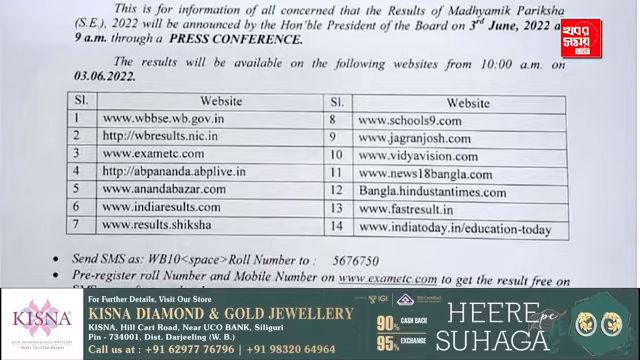 This is for information of all concerned that the Results of Madhyamik Pariksha
(S.E.), 2022 will be announced by the Hon'ble President of the Board on 3rd June, 2022 a
9 a.m. through a PRESS CONFERENCE.
খবর
সময়
LIVE
The results will be available on the following websites from 10:00 a.m. on
03.06.2022.
Sl. Website Sl. Website
1 www.wbbse.wb.gov.in 8 www.schools9.com
2 http://wbresults.nic.in 9 www.jagranjosh.com
3 www.exametc.com 10 www.vidyavision.com
4 http://abpananda.abplive.in 11 www.news18bangla.com
5 www.anandabazar.com 12 Bangla.hindustantimes.com
6 www.indiaresults.com 13 www.fastresult.in
7 www.results.shiksha 14 www.indiatoday.in/education-today
• Send SMS as: WB10<space>Roll Number to : 5676750
• Pre-register roll Number and Mobile Number on www.exametc.com to get the result free on
KISNA
For Further Details, Visit Our Store
KISNA DIAMOND & GOLD JEWELLERY
KISNA, Hill Cart Road, Near UCO BANK, Siliguri
Pin - 734001, Dist. Darjeeling (W. B.)
Call us at : +91 62977 76796 | +91 98320 64964
IGI
90% CASH BACK
95% EXCHANGE
HEERE
pe
SUHAGA